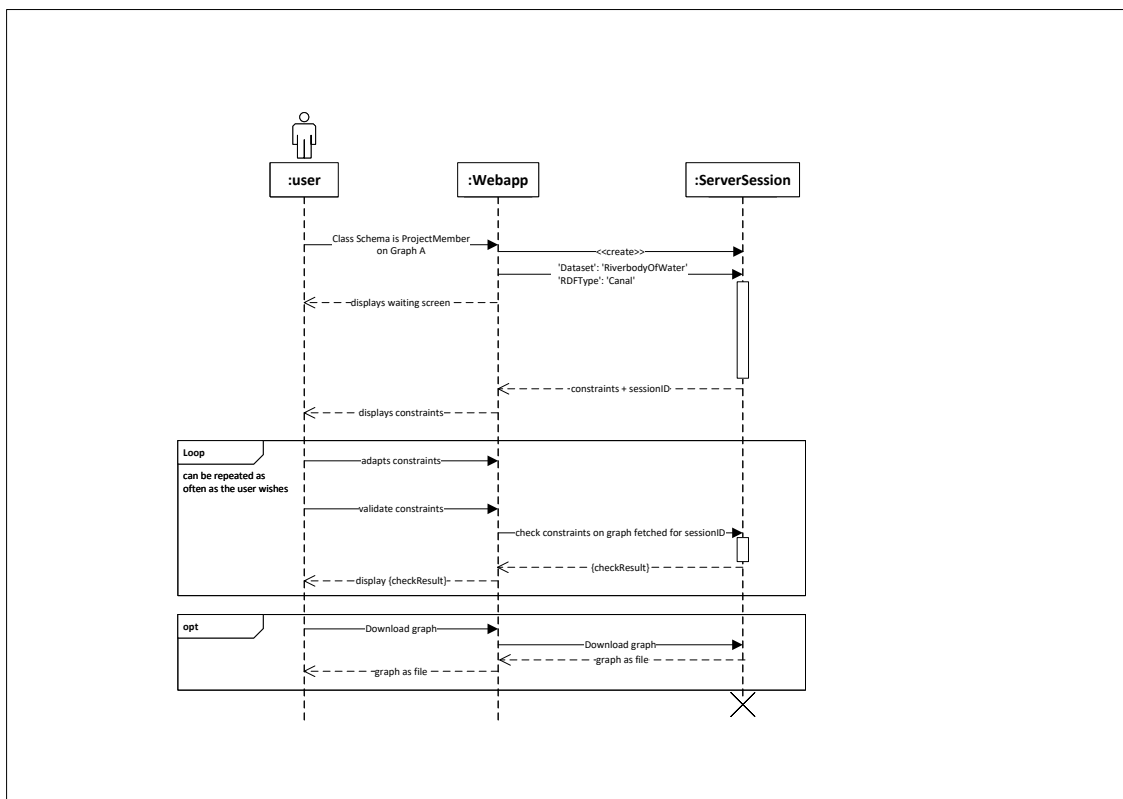 :user
:Webapp
:ServerSession
Class Schema is ProjectMember
on Graph A
<<create>>
'Dataset': 'RiverbodyOfWater'
'RDFType': 'Canal'
displays waiting screen
constraints + sessionID
displays constraints
Loop
can be repeated as
often as the user wishes
adapts constraints
validate constraints
check constraints on graph fetched for sessionID
{checkResult}
display {checkResult}
opt
Download graph
Download graph
graph as file
graph as file